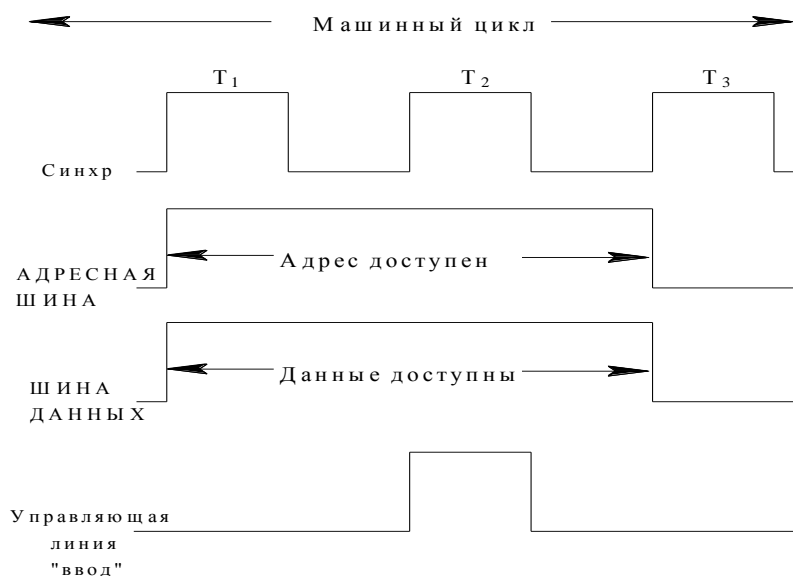 Машинный цикл
T1 T2 T3
Синхр
Адрес доступен
АДРЕСНАЯ
ШИНА
Данные доступны
ШИНА
ДАННЫХ
Управляющая
линия
"ввод"